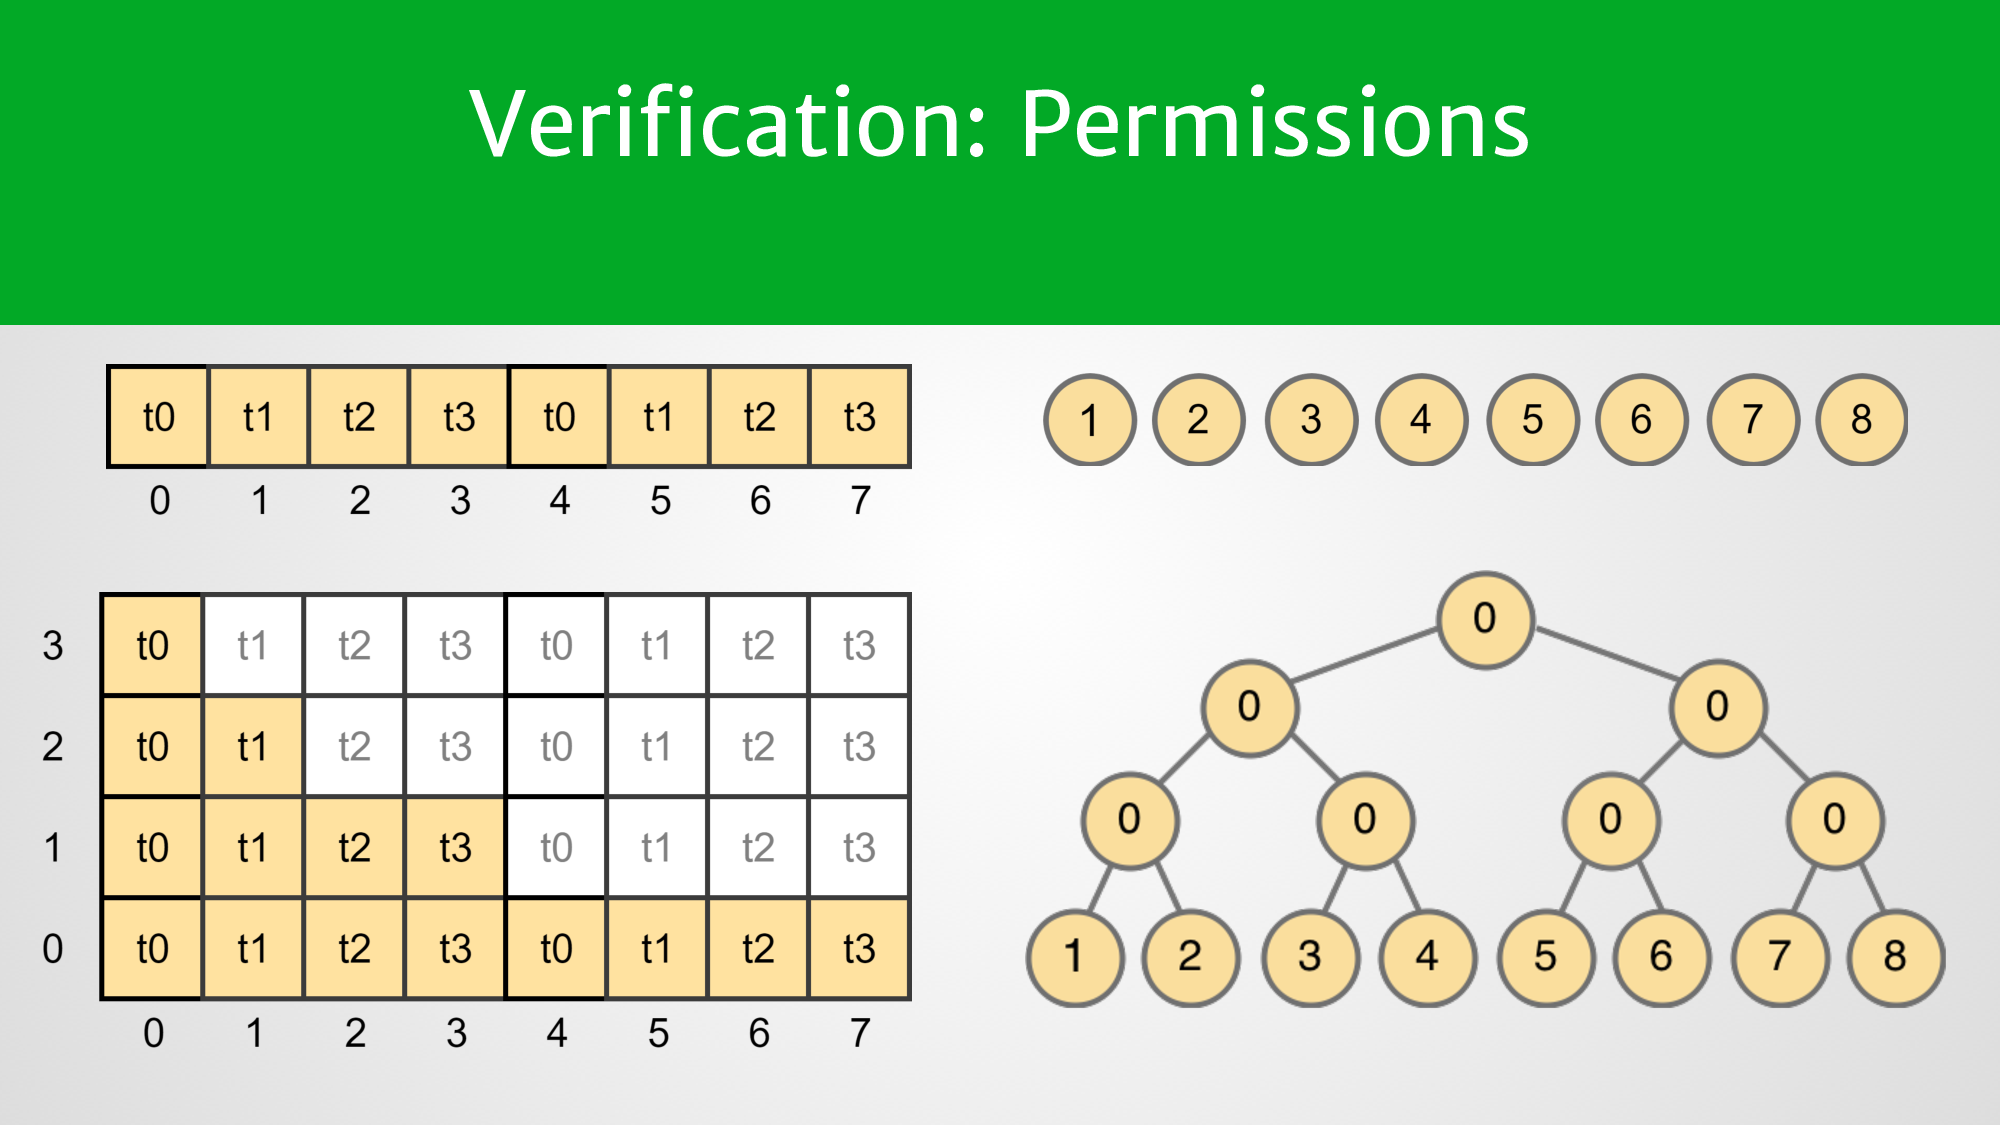 Verification: Permissions
t0 t1 t2 t3 t0 t1 t2 t3
0 1 2 3 4 5 6 7
3 t0 t1 t2 t3 t0 t1 t2 t3
2 t0 t1 t2 t3 t0 t1 t2 t3
1 t0 t1 t2 t3 t0 t1 t2 t3
0 t0 t1 t2 t3 t0 t1 t2 t3
0 1 2 3 4 5 6 7
1 2 3 4 5 6 7 8
0
0 0
0 0 0 0
1 2 3 4 5 6 7 8